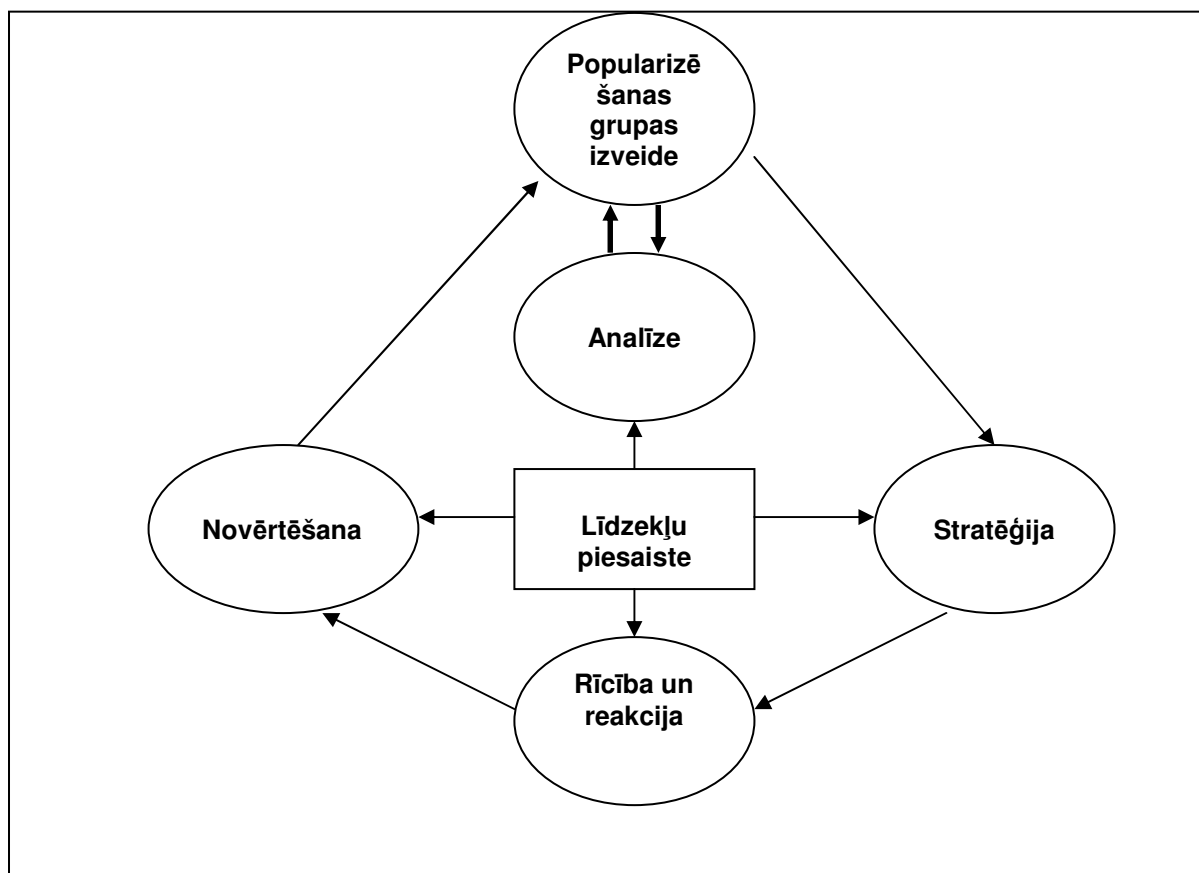 Popularizē
šanas
grupas
izveide
Analīze
Novērtēšana
Līdzekļu
piesaiste
Stratēģija
Rīcība un
reakcija